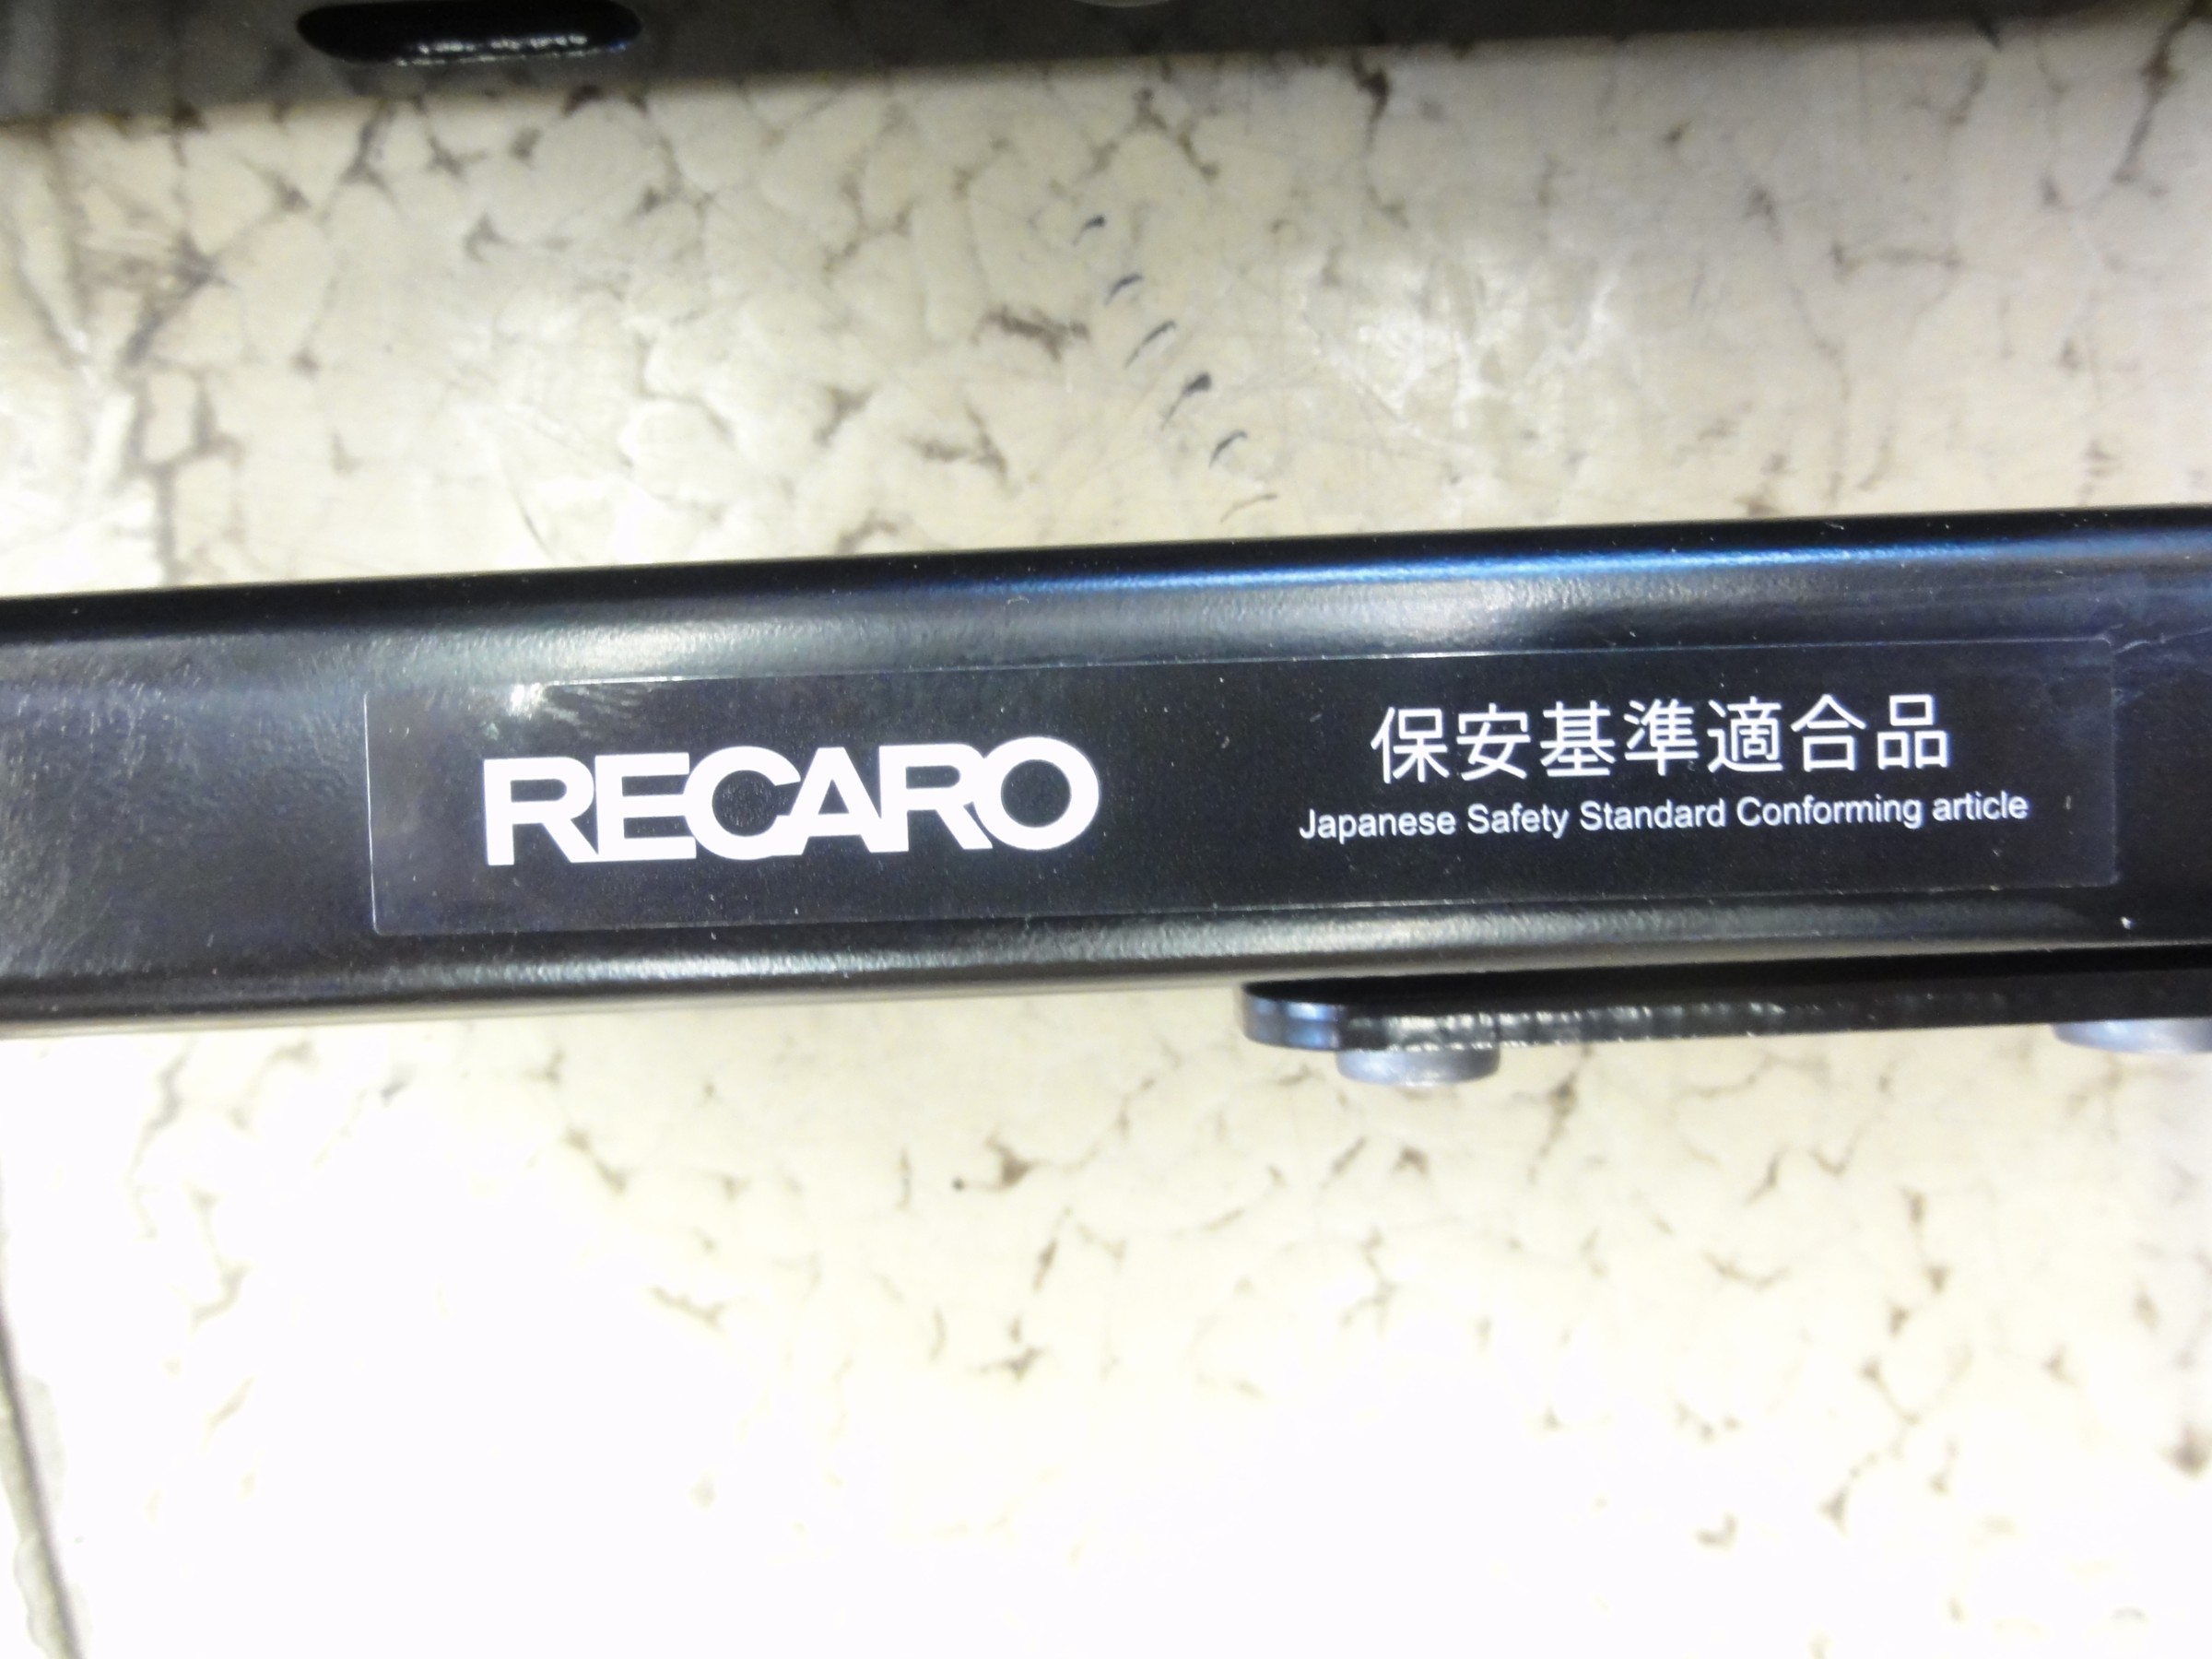 RECARO
保安基準適合品
Japanese Safety Standard Conforming article